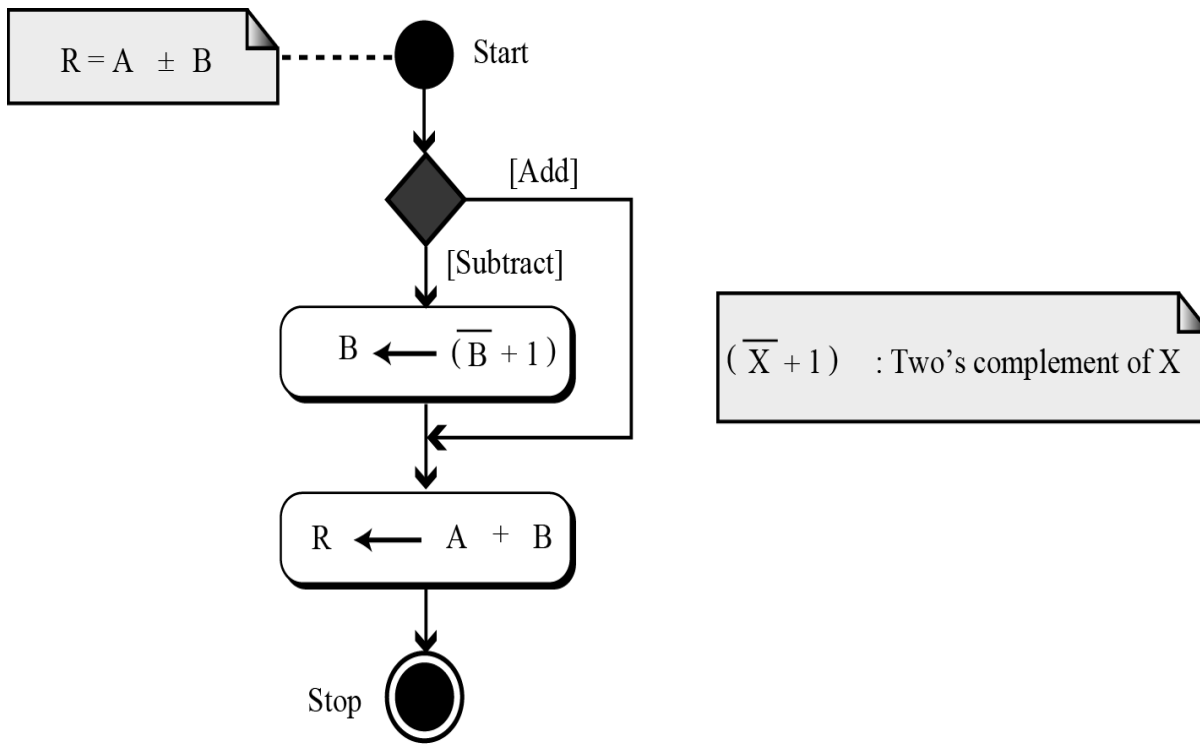 R = A ± B
Start
[Add]
[Subtract]
B ← (B̅ + 1)
(X̅ + 1) : Two’s complement of X
R ← A + B
Stop